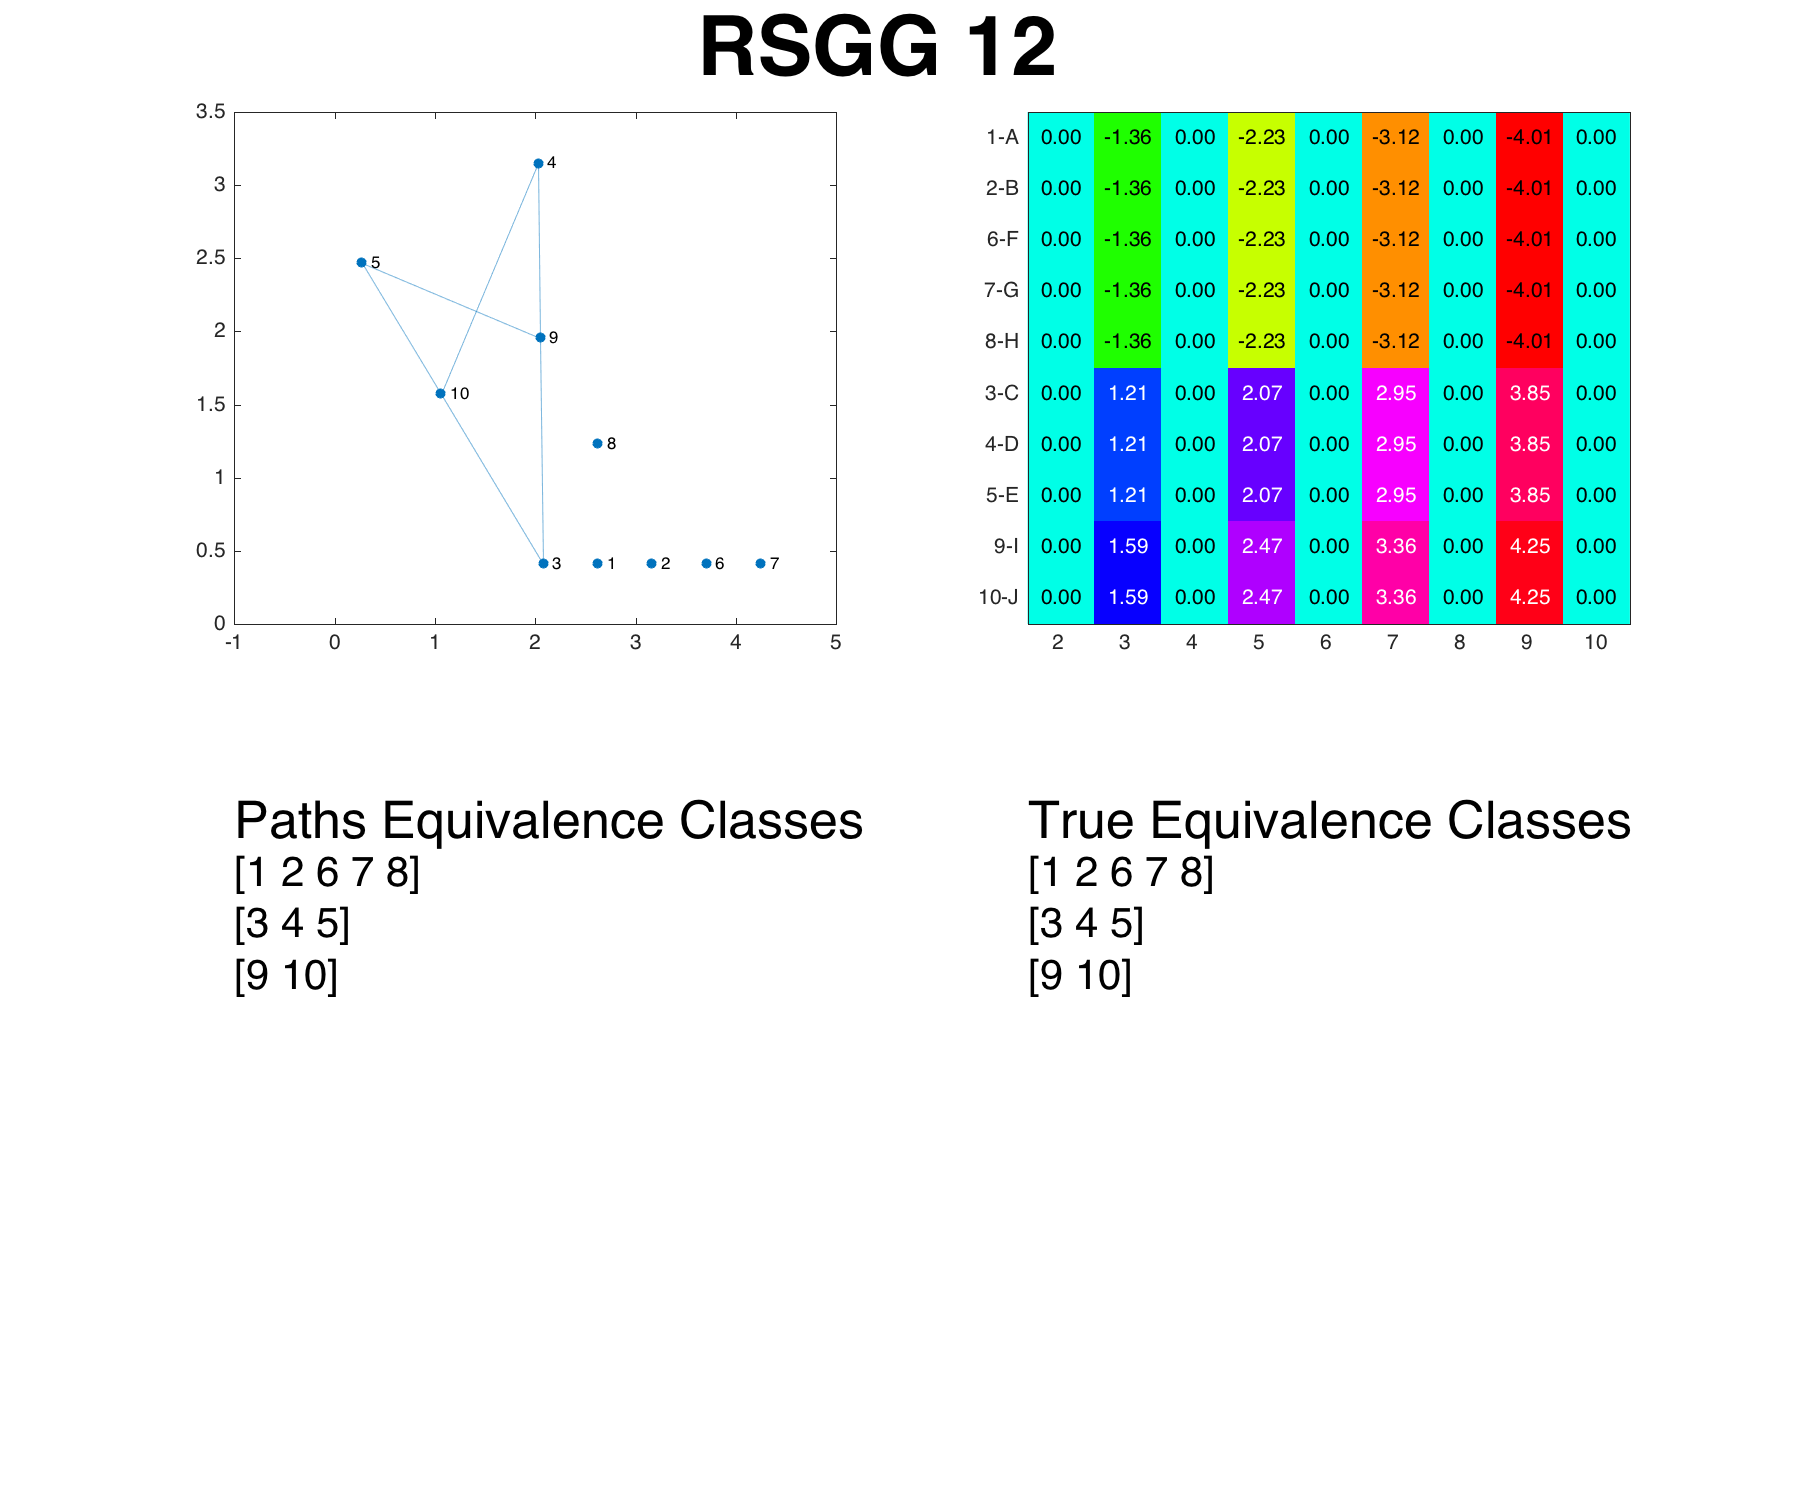 RSGG 12
3.5
3
2.5
2
1.5
1
0.5
0
-1 0 1 2 3 4 5
4
5
9
10
8
3 1 2 6 7
1-A 0.00 -1.36 0.00 -2.23 0.00 -3.12 0.00 -4.01 0.00
2-B 0.00 -1.36 0.00 -2.23 0.00 -3.12 0.00 -4.01 0.00
6-F 0.00 -1.36 0.00 -2.23 0.00 -3.12 0.00 -4.01 0.00
7-G 0.00 -1.36 0.00 -2.23 0.00 -3.12 0.00 -4.01 0.00
8-H 0.00 -1.36 0.00 -2.23 0.00 -3.12 0.00 -4.01 0.00
3-C 0.00 1.21 0.00 2.07 0.00 2.95 0.00 3.85 0.00
4-D 0.00 1.21 0.00 2.07 0.00 2.95 0.00 3.85 0.00
5-E 0.00 1.21 0.00 2.07 0.00 2.95 0.00 3.85 0.00
9-I 0.00 1.59 0.00 2.47 0.00 3.36 0.00 4.25 0.00
10-J 0.00 1.59 0.00 2.47 0.00 3.36 0.00 4.25 0.00
2 3 4 5 6 7 8 9 10
Paths Equivalence Classes
[1 2 6 7 8]
[3 4 5]
[9 10]
True Equivalence Classes
[1 2 6 7 8]
[3 4 5]
[9 10]